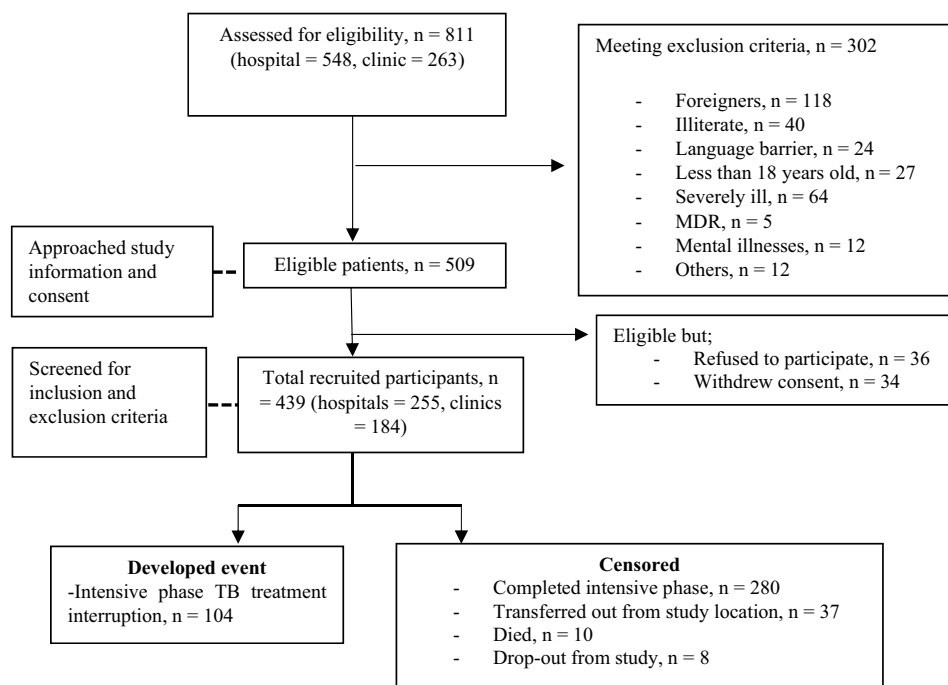 Assessed for eligibility, n = 811
(hospital = 548, clinic = 263)
Meeting exclusion criteria, n = 302
- Foreigners, n = 118
- Illiterate, n = 40
- Language barrier, n = 24
- Less than 18 years old, n = 27
- Severely ill, n = 64
- MDR, n = 5
- Mental illnesses, n = 12
- Others, n = 12
Approached study
information and
consent
Eligible patients, n = 509
Eligible but;
- Refused to participate, n = 36
- Withdrew consent, n = 34
Screened for
inclusion and
exclusion criteria
Total recruited participants, n
= 439 (hospitals = 255, clinics
= 184)
Developed event
-Intensive phase TB treatment
interruption, n = 104
Censored
- Completed intensive phase, n = 280
- Transferred out from study location, n = 37
- Died, n = 10
- Drop-out from study, n = 8